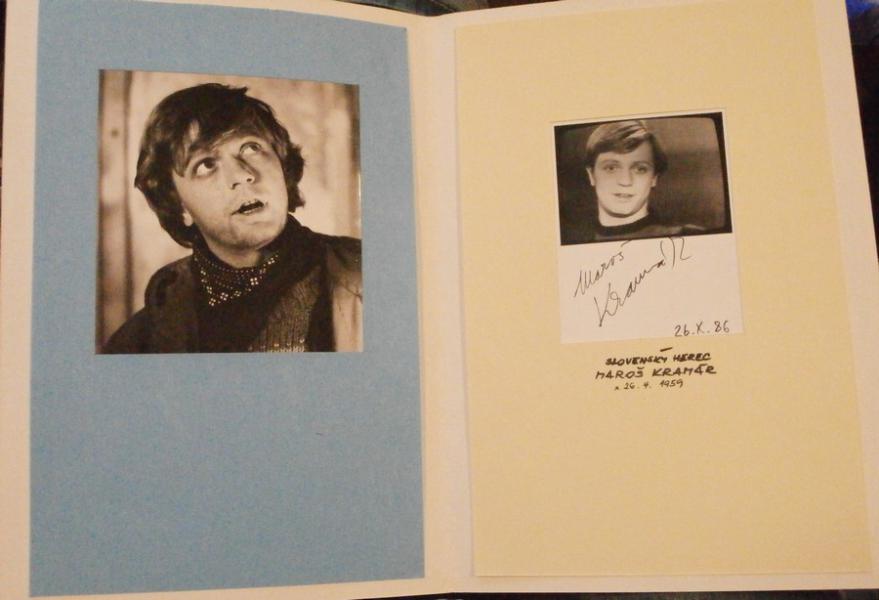 Maroš
Kramár
26.X.86
SLOVENSKÝ HEREC
MAROŠ KRAMÁR
* 26. 4. 1959